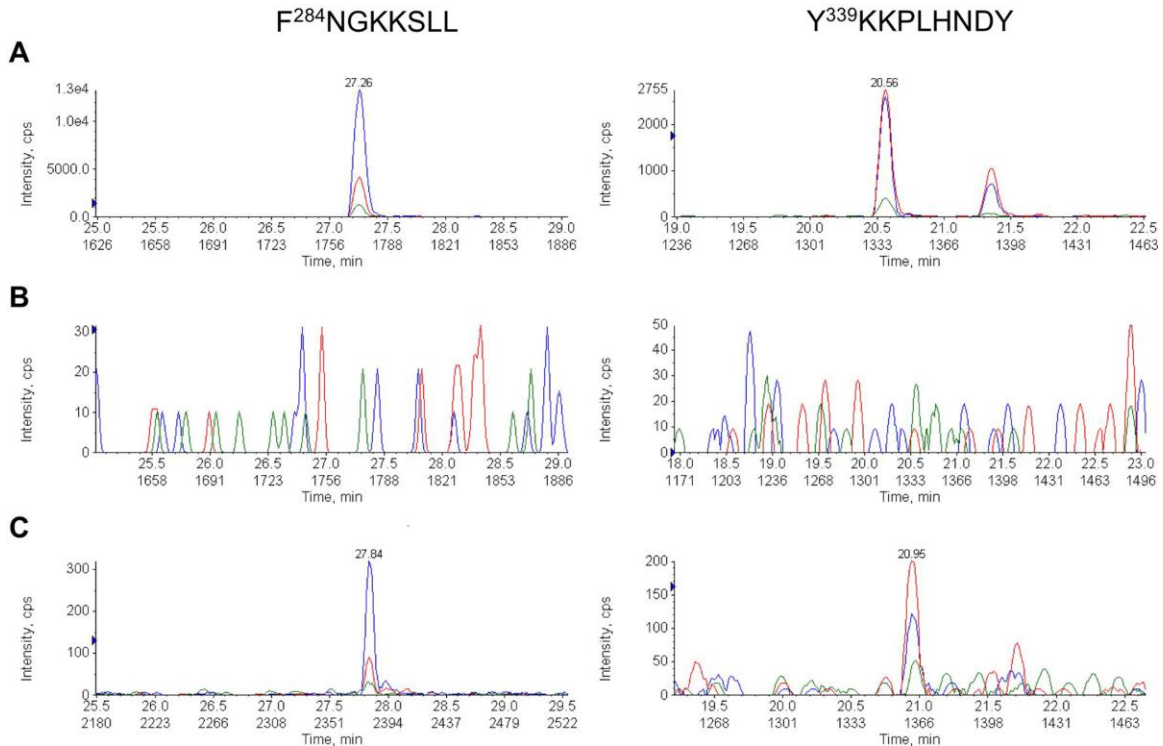 F²⁸⁴NGKKSLL Y³³⁹KKPLHNDY
A
27.26
1.3e4
1.0e4
5000.0
0.0
Intensity, cps
25.0 25.5 26.0 26.5 27.0 27.5 28.0 28.5 29.0
1626 1658 1691 1723 1756 1788 1821 1853 1886
Time, min
20.56
2755
2000
1000
0
Intensity, cps
19.0 19.5 20.0 20.5 21.0 21.5 22.0 22.5
1236 1268 1301 1333 1366 1398 1431 1463
Time, min
B
30
20
10
0
Intensity, cps
25.5 26.0 26.5 27.0 27.5 28.0 28.5 29.0
1658 1691 1723 1756 1788 1821 1853 1886
Time, min
50
40
30
20
10
0
Intensity, cps
18.0 18.5 19.0 19.5 20.0 20.5 21.0 21.5 22.0 22.5 23.0
1171 1203 1236 1268 1301 1333 1366 1398 1431 1463 1496
Time, min
C
27.84
300
200
100
0
Intensity, cps
25.5 26.0 26.5 27.0 27.5 28.0 28.5 29.0 29.5
2180 2223 2266 2308 2351 2394 2437 2479 2522
Time, min
20.95
200
150
100
50
0
Intensity, cps
19.5 20.0 20.5 21.0 21.5 22.0 22.5
1268 1301 1333 1366 1398 1431 1463
Time, min